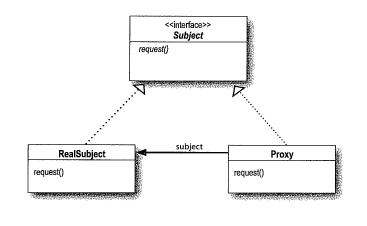 <<interface>>
Subject
request()
subject
RealSubject
request()
Proxy
request()